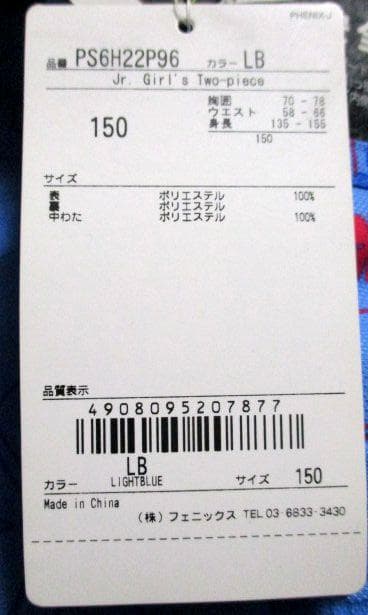 PHENIX-J
品番 PS6H22P96 カラー LB
Jr. Girl's Two-piece
150
胸囲 70 - 78
ウエスト 58 - 66
身長 135 - 155
150
サイズ
表 ポリエステル 100%
裏 ポリエステル
中わた ポリエステル 100%
品質表示
4908095207877
LB
カラー LIGHTBLUE サイズ 150
Made in China
(株) フェニックス TEL 03-6833-3430